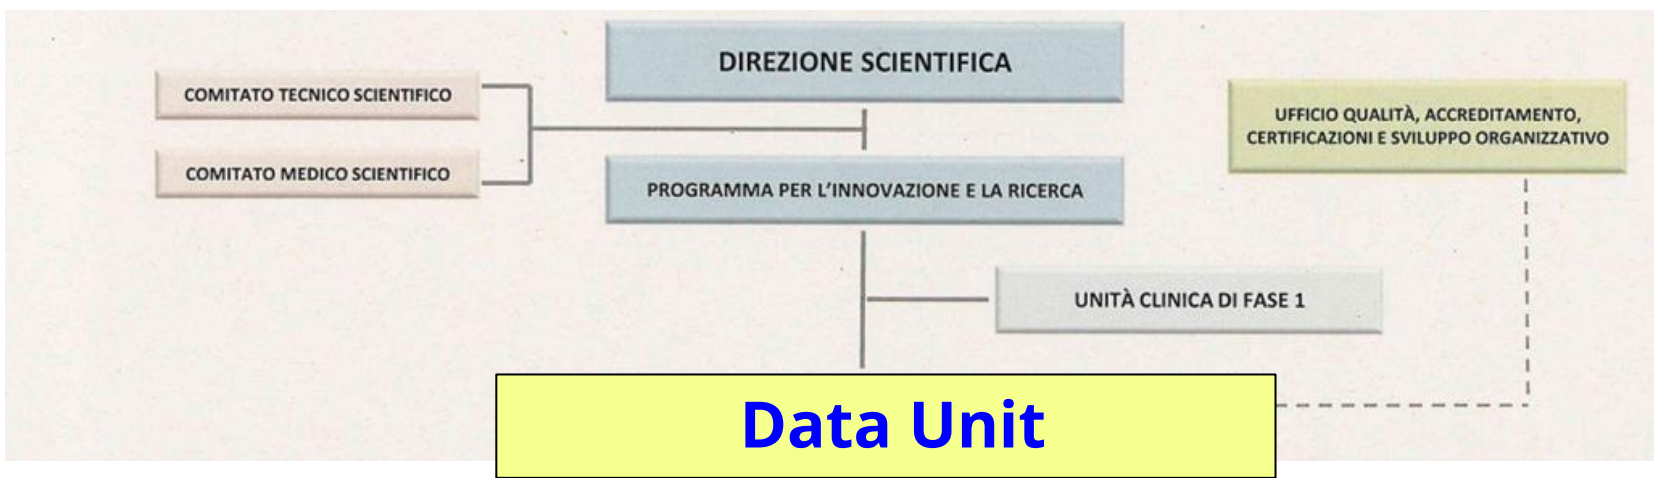 DIREZIONE SCIENTIFICA
COMITATO TECNICO SCIENTIFICO
UFFICIO QUALITÀ, ACCREDITAMENTO,
CERTIFICAZIONI E SVILUPPO ORGANIZZATIVO
COMITATO MEDICO SCIENTIFICO
PROGRAMMA PER L'INNOVAZIONE E LA RICERCA
UNITÀ CLINICA DI FASE 1
Data Unit